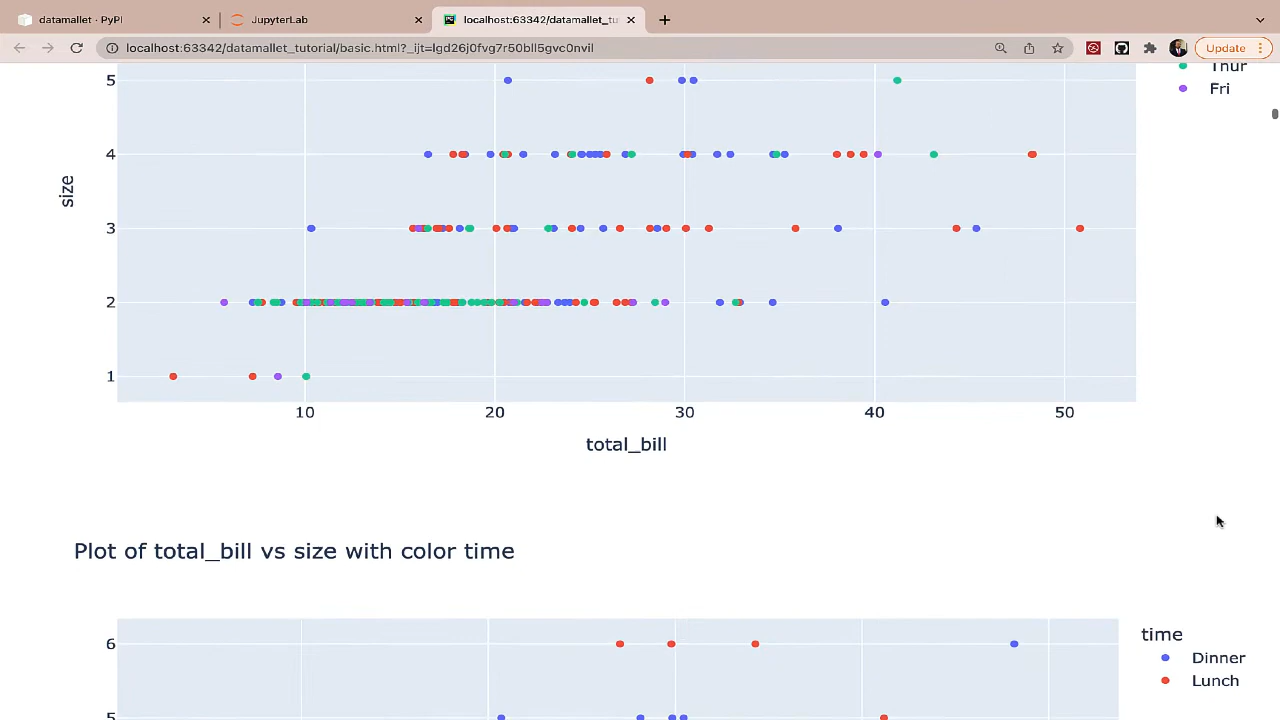 datamallet · PyPI
JupyterLab
localhost:63342/datamallet_tu
localhost:63342/datamallet_tutorial/basic.html?_ijt=lgd26j0fvg7r50bll5gvc0nvil
Update
Thur
Fri
5
4
3
2
1
size
10 20 30 40 50
total_bill
Plot of total_bill vs size with color time
6
5
time
Dinner
Lunch